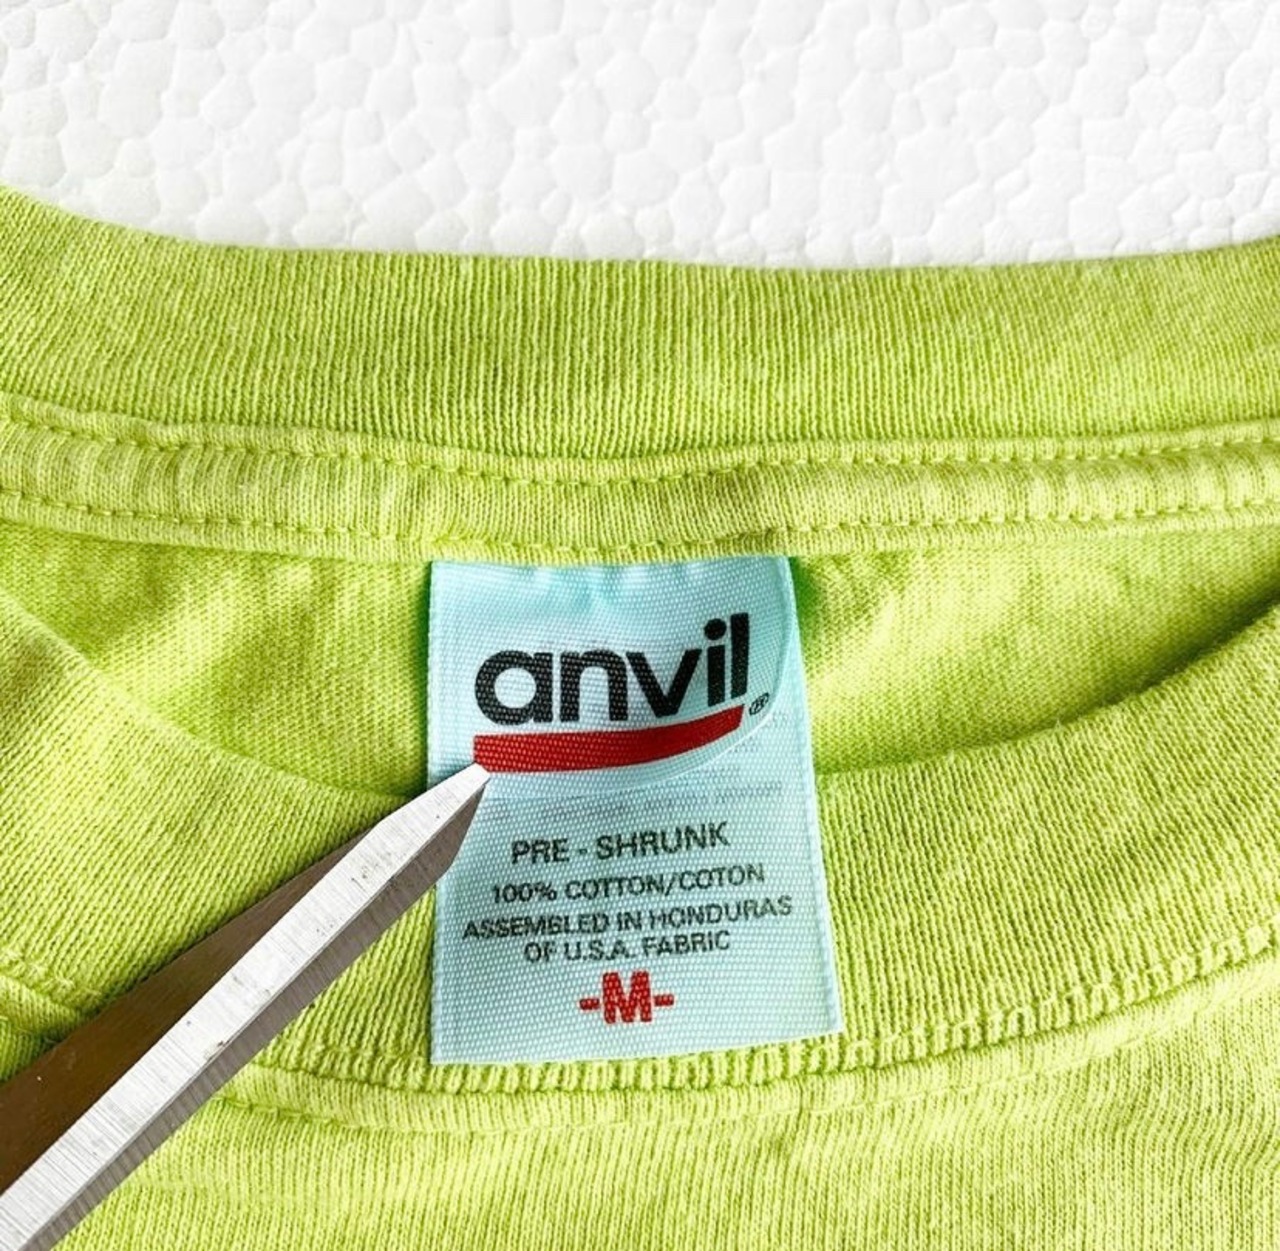 anvil®
PRE - SHRUNK
100% COTTON/COTON
ASSEMBLED IN HONDURAS
OF U.S.A. FABRIC
-M-